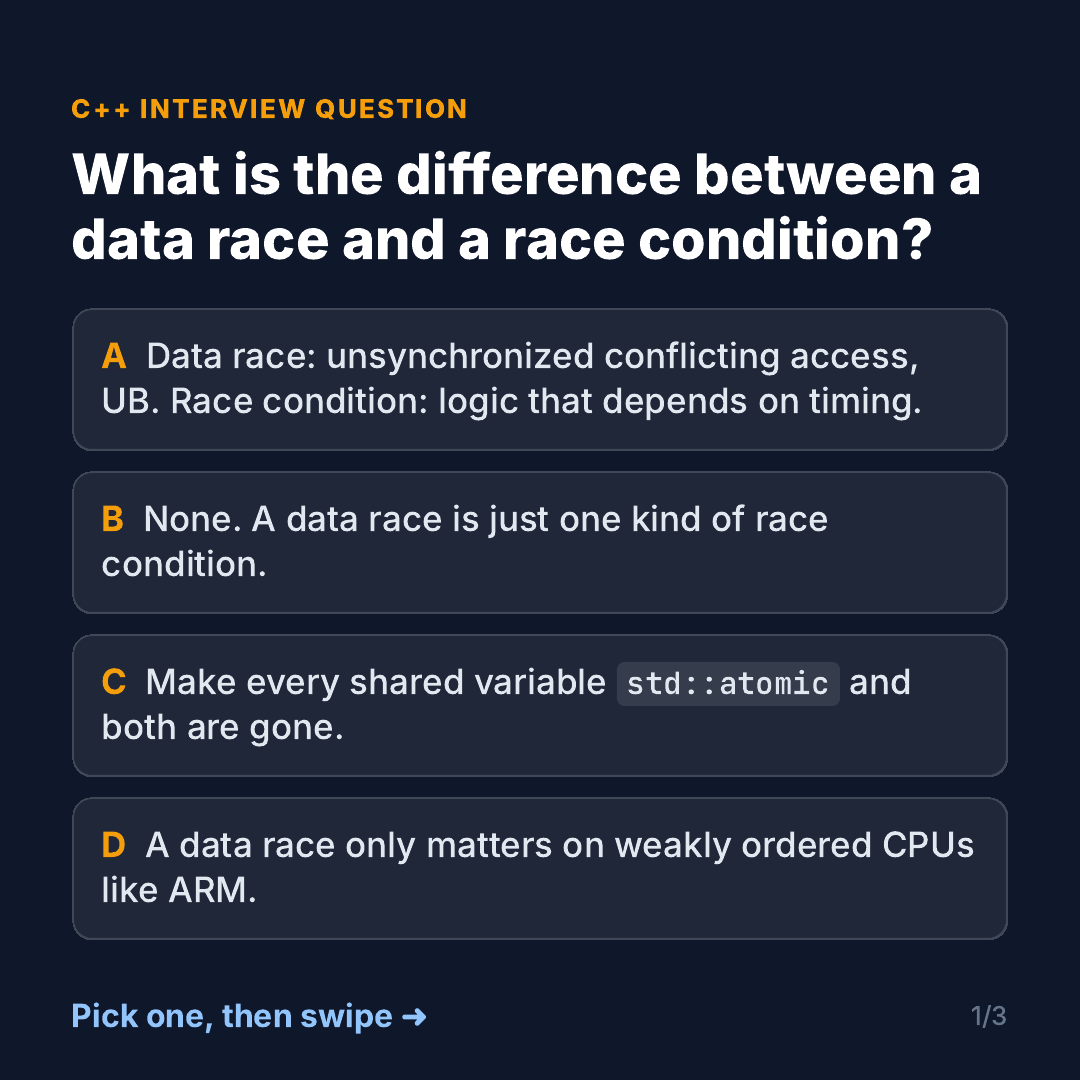 C++ INTERVIEW QUESTION
What is the difference between a
data race and a race condition?
A Data race: unsynchronized conflicting access,
UB. Race condition: logic that depends on timing.
B None. A data race is just one kind of race
condition.
C Make every shared variable std::atomic and
both are gone.
D A data race only matters on weakly ordered CPUs
like ARM.
Pick one, then swipe ➜
1/3